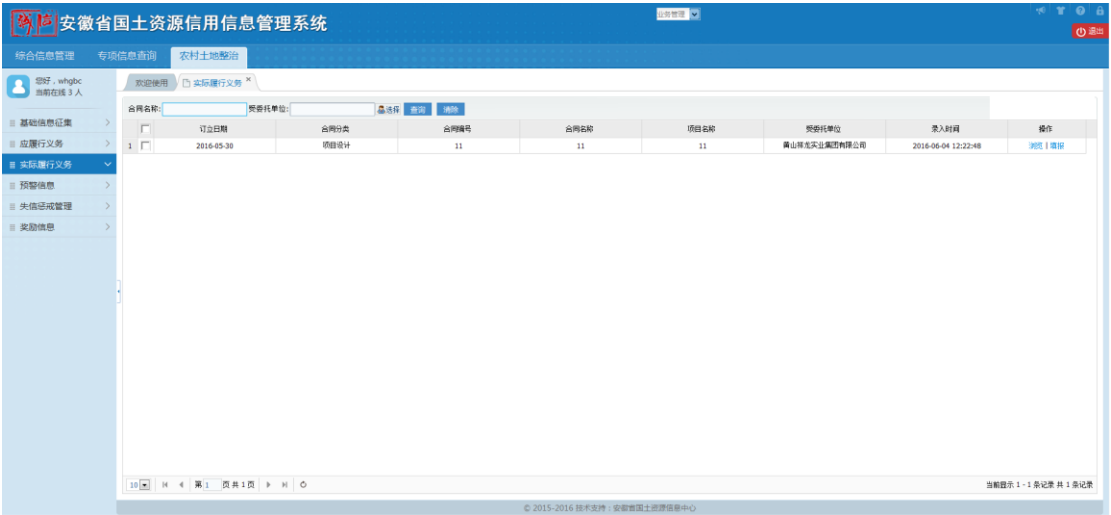 安徽省国土资源信用信息管理系统
业务管理
退出
综合信息管理 专项信息查询 农村土地整治
您好，whgbc
当前在线 3 人
欢迎使用 实际履行义务 ×
合同名称: 受委托单位: 选择 查询 清除
基础信息征集
应履行义务
实际履行义务
预警信息
失信惩戒管理
奖励信息
订立日期 合同分类 合同编号 合同名称 项目名称 受委托单位 录入时间 操作
1 2016-05-30 项目设计 11 11 11 黄山祥龙实业集团有限公司 2016-06-04 12:22:48 浏览 | 填报
10 第 1 页 共 1 页 当前显示 1 - 1 条记录 共 1 条记录
© 2015-2016 技术支持：安徽省国土资源信息中心